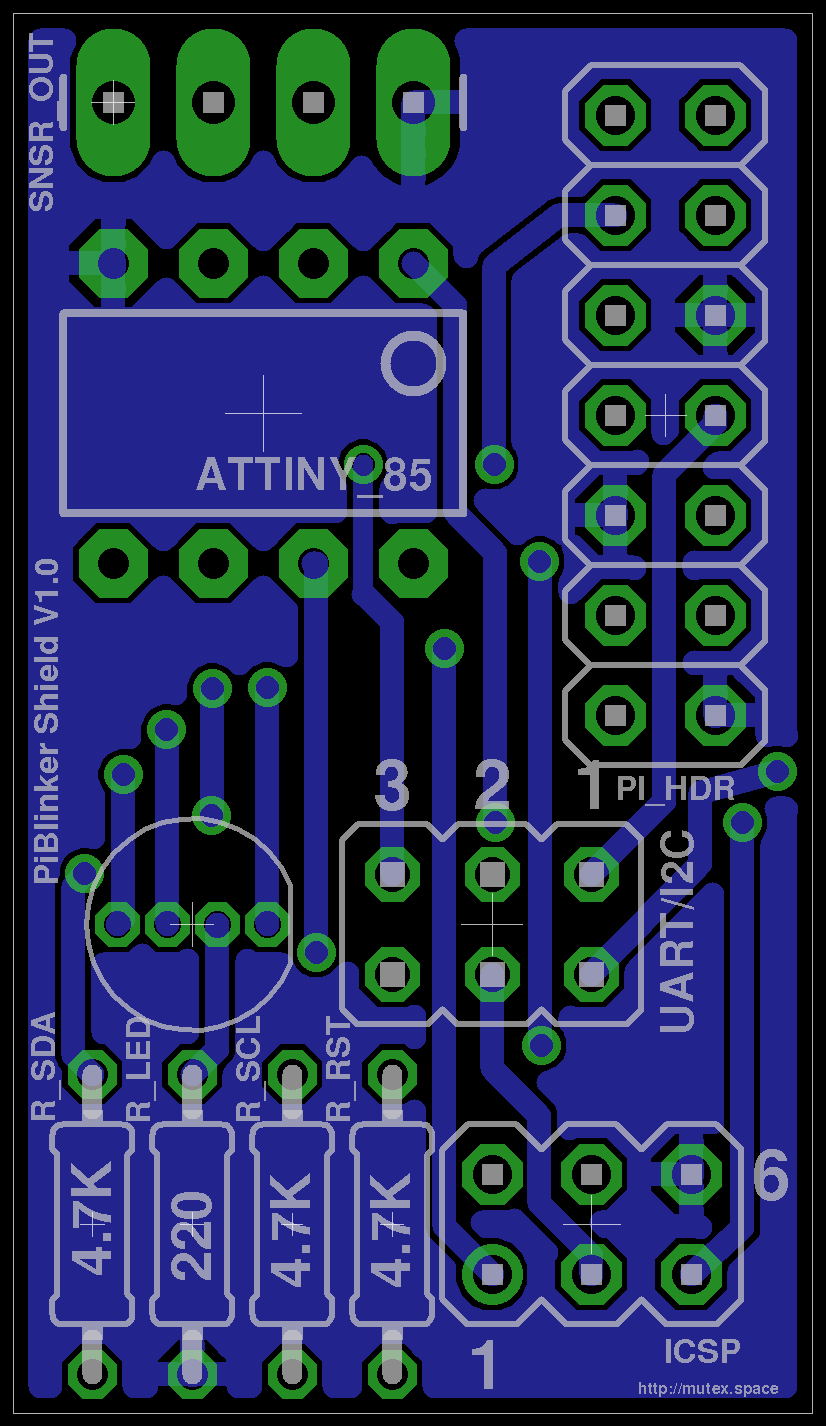 SNSR_OUT
ATTINY_85
PiBlinker Shield V1.0
3 2 1
PI_HDR
UART/I2C
R_SDA
R_LED
R_SCL
R_RST
4.7K
220
4.7K
4.7K
6
1
ICSP
http://mutex.space